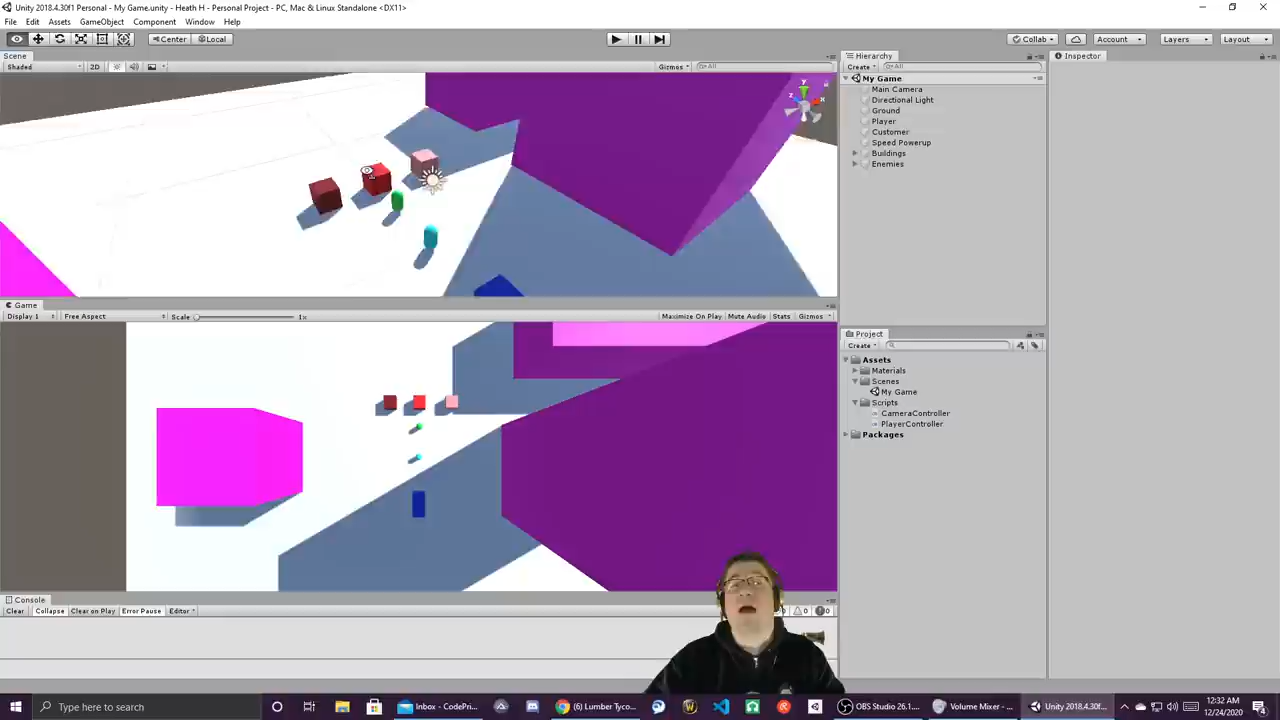 Unity 2018.4.30f1 Personal - My Game.unity - Heath H - Personal Project - PC, Mac & Linux Standalone <DX11>
File Edit Assets GameObject Component Window Help
Center Local Collab Account Layers Layout
Scene
Shaded 2D Gizmos All
y
x
z
Game
Display 1 Free Aspect Scale 1x Maximize On Play Mute Audio Stats Gizmos
Console
Clear Collapse Clear on Play Error Pause Editor 0 0
Hierarchy
Create All
My Game
Main Camera
Directional Light
Ground
Player
Customer
Speed Powerup
Buildings
Enemies
Project
Create
Assets
Materials
Scenes
My Game
Scripts
CameraController
PlayerController
Packages
Inspector
Type here to search
Inbox - CodePri...
(6) Lumber Tyco...
OBS Studio 26.1....
Volume Mixer - ...
Unity 2018.4.30f...
12:32 AM
12/24/2020